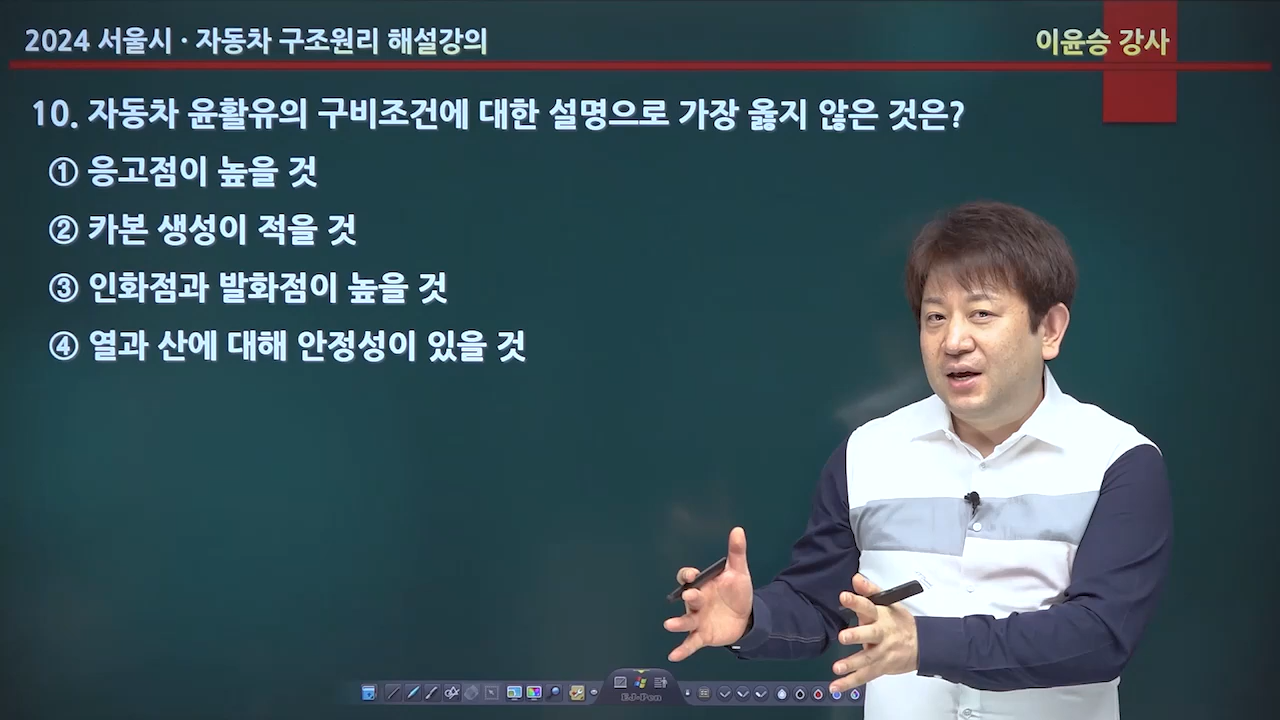 2024 서울시 · 자동차 구조원리 해설강의
이윤승 강사
10. 자동차 윤활유의 구비조건에 대한 설명으로 가장 옳지 않은 것은?
① 응고점이 높을 것
② 카본 생성이 적을 것
③ 인화점과 발화점이 높을 것
④ 열과 산에 대해 안정성이 있을 것
EJ-Pen